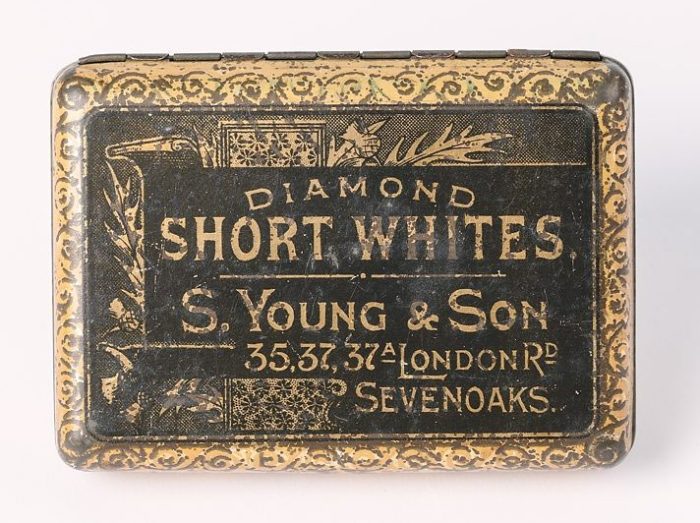 DIAMOND
SHORT WHITES.
S. YOUNG & SON
35, 37, 37A LONDON RD
SEVENOAKS.